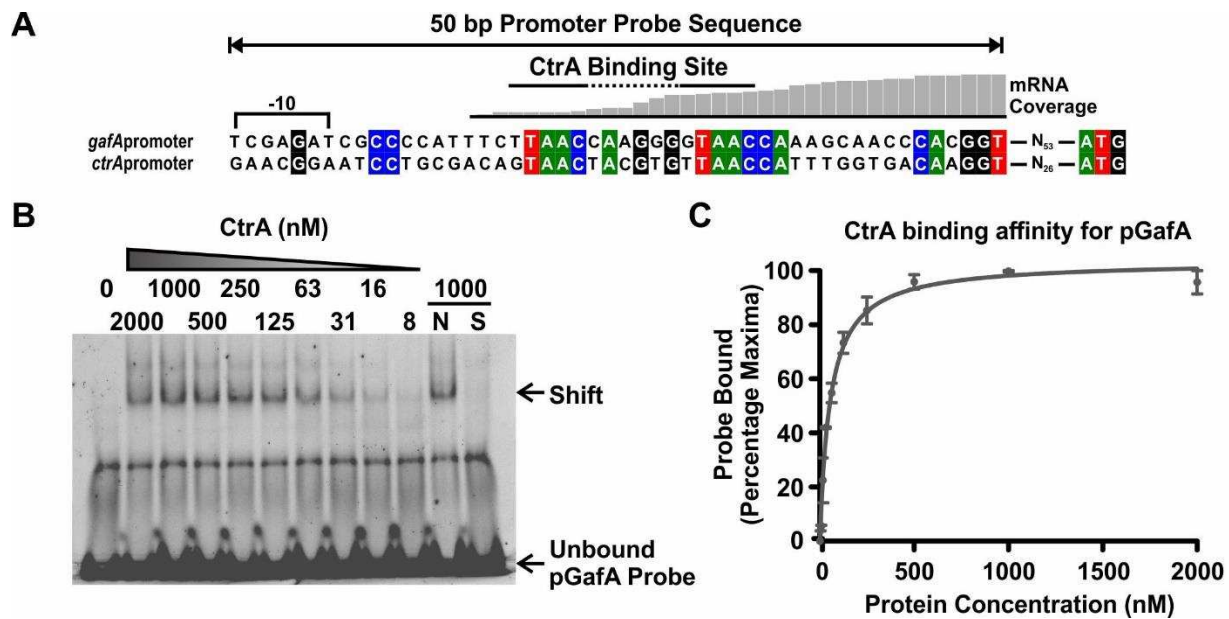 A
50 bp Promoter Probe Sequence
CtrA Binding Site
mRNA
Coverage
-10
gafApromoter TCGAGATCGCCCCATTTCTTAACCAAGGGGTAACCAAAGCAACCCACGGT — N53 — ATG
ctrApromoter GAACGGAATCCTGCGACAGTAACTACGTGTTAACCATTTGGTGACAAGGT — N26 — ATG
B
CtrA (nM)
0 1000 250 63 16 1000
2000 500 125 31 8 N S
Shift
Unbound
pGafA Probe
C
CtrA binding affinity for pGafA
Probe Bound
(Percentage Maxima)
100
80
60
40
20
0
0 500 1000 1500 2000
Protein Concentration (nM)